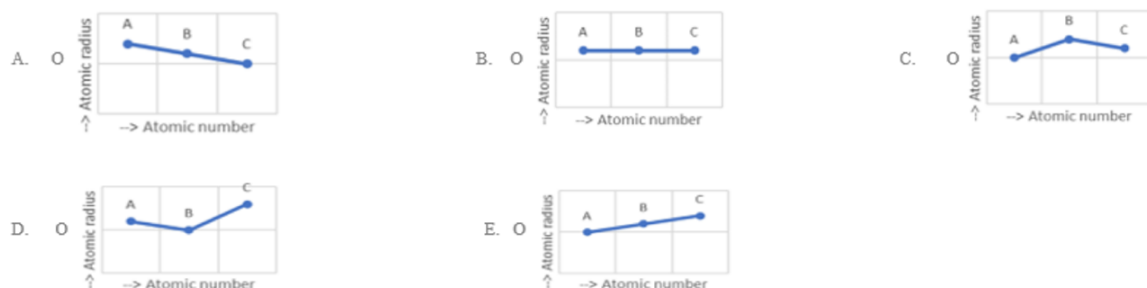 A. O
A B C
--> Atomic radius
--> Atomic number
B. O
A B C
--> Atomic radius
--> Atomic number
C. O
A B C
--> Atomic radius
--> Atomic number
D. O
A B C
--> Atomic radius
--> Atomic number
E. O
A B C
--> Atomic radius
--> Atomic number